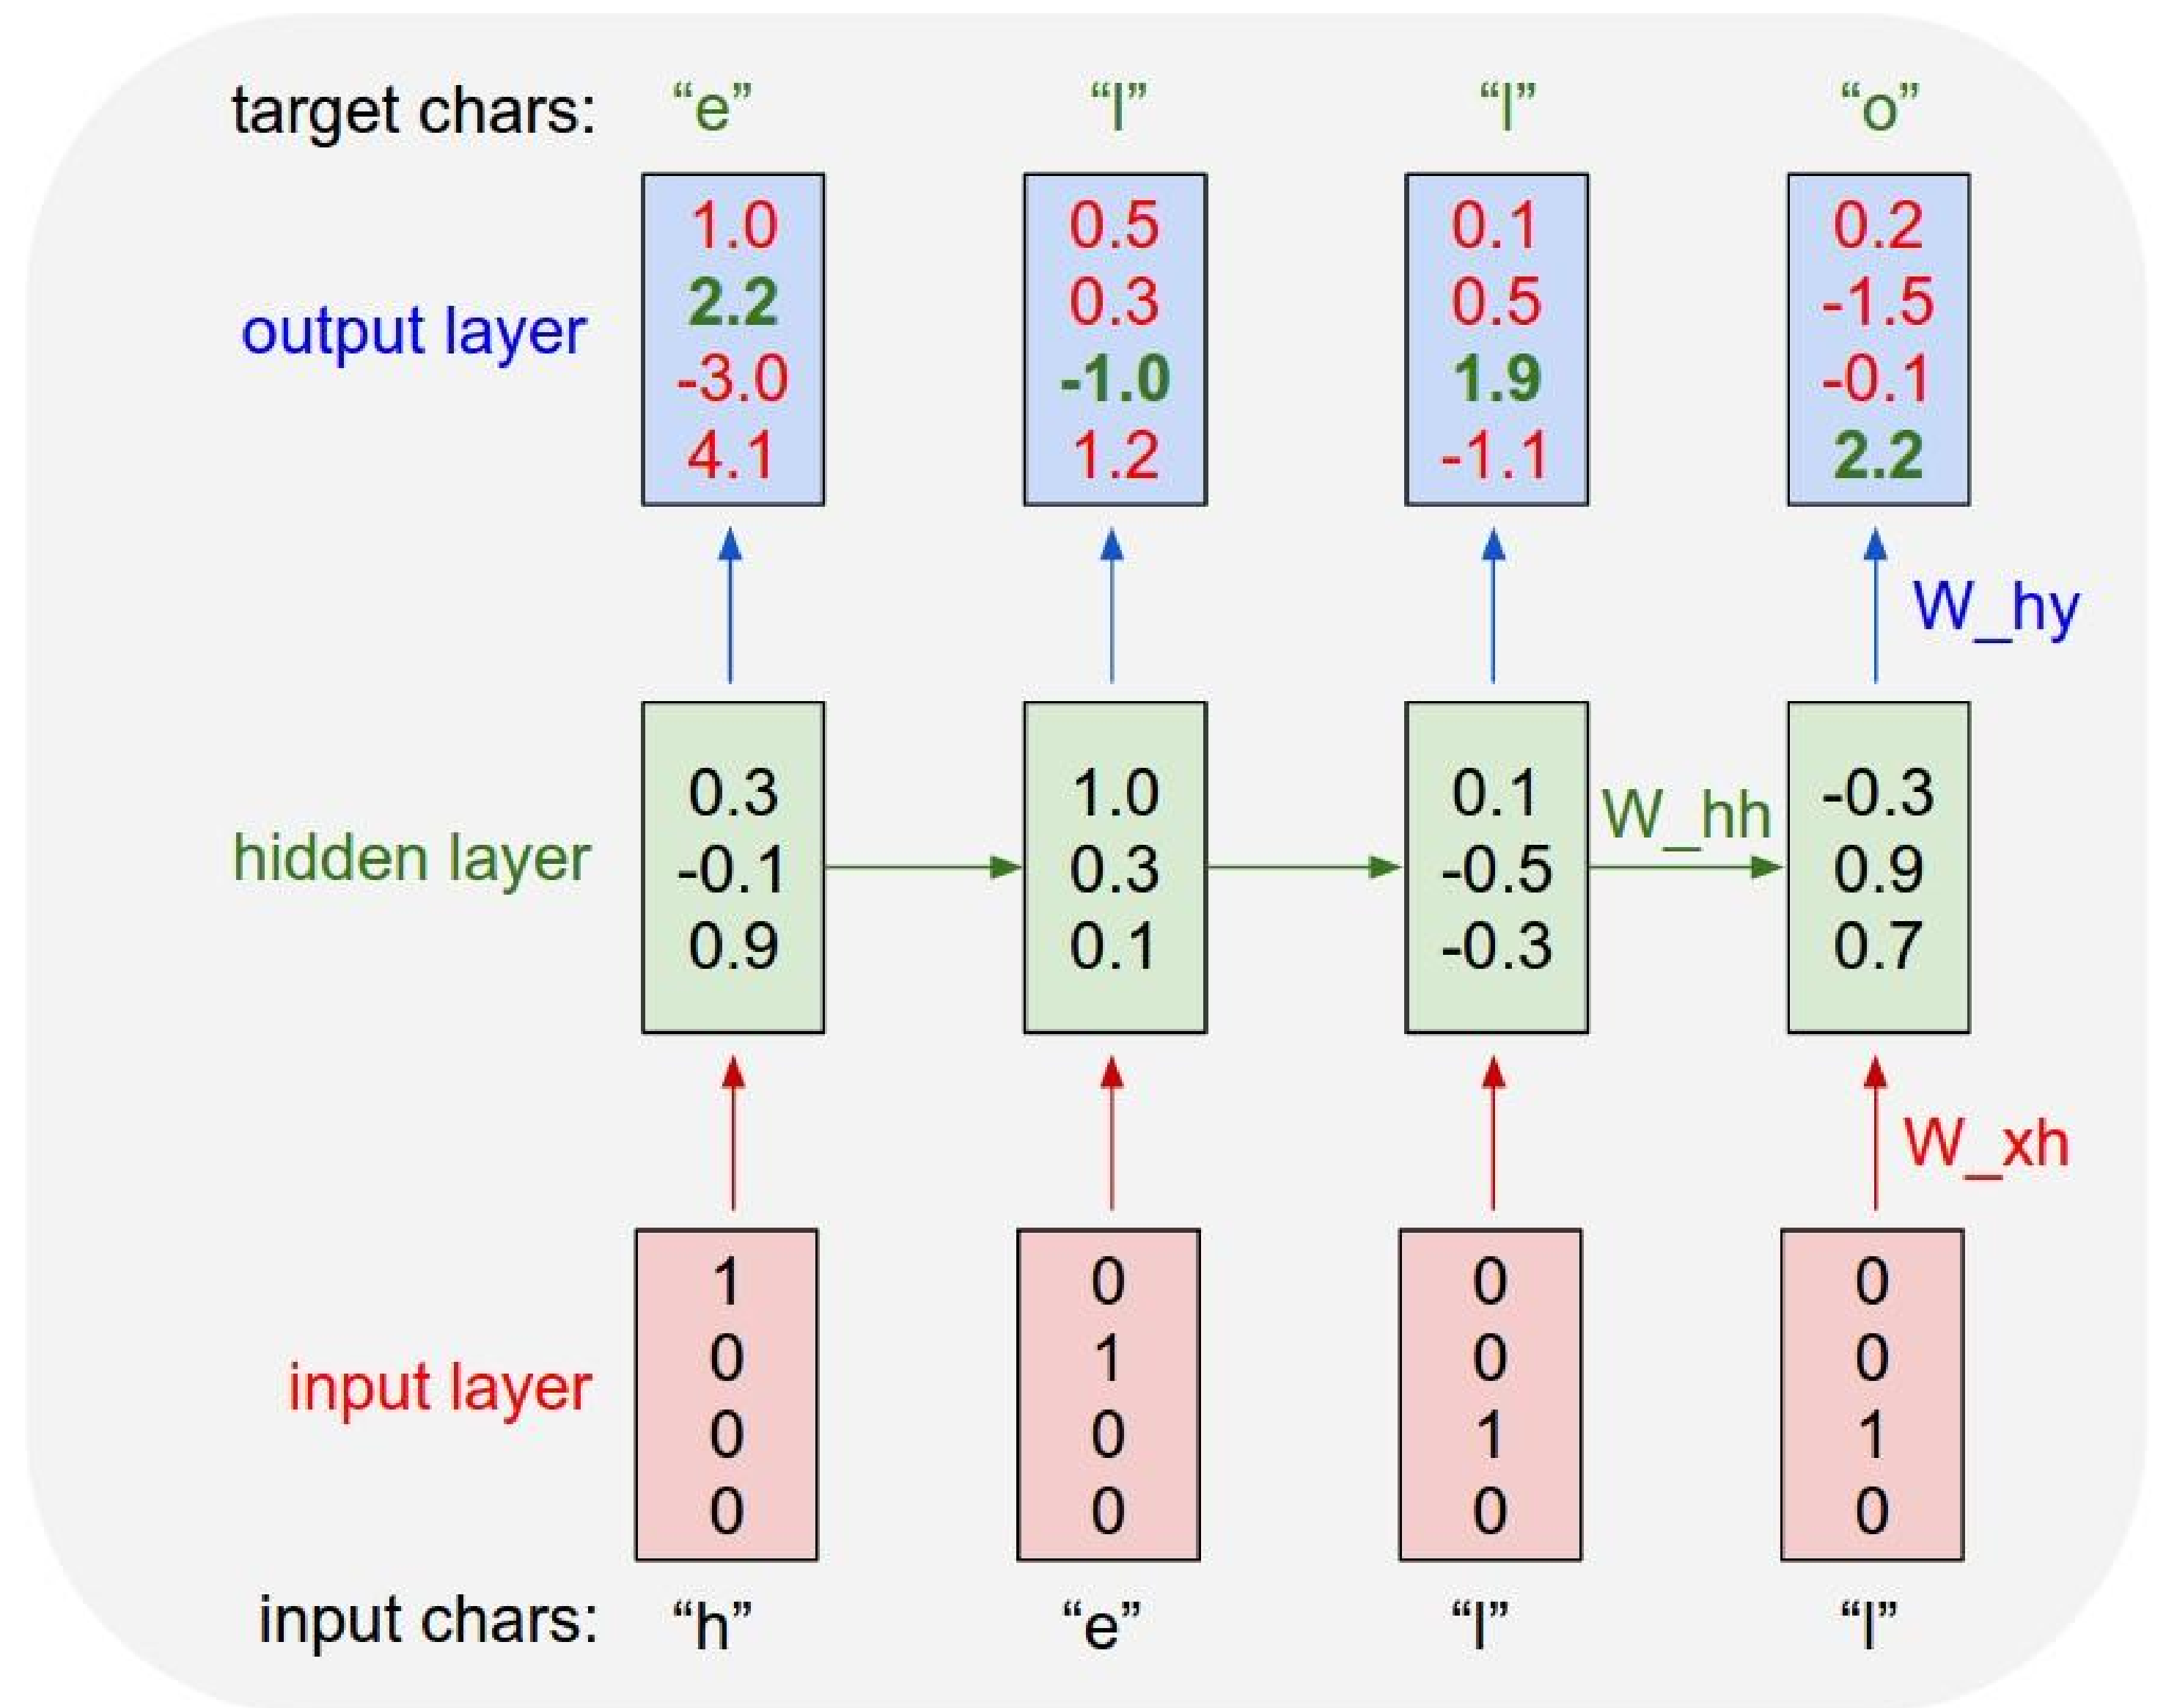 target chars: “e” “l” “l” “o”
1.0 0.5 0.1 0.2
2.2 0.3 0.5 -1.5
output layer
-3.0 -1.0 1.9 -0.1
4.1 1.2 -1.1 2.2
W_hy
0.3 1.0 0.1 W_hh -0.3
hidden layer -0.1 0.3 -0.5 0.9
0.9 0.1 -0.3 0.7
W_xh
1 0 0 0
0 1 0 0
input layer
0 0 1 1
0 0 0 0
input chars: “h” “e” “l” “l”